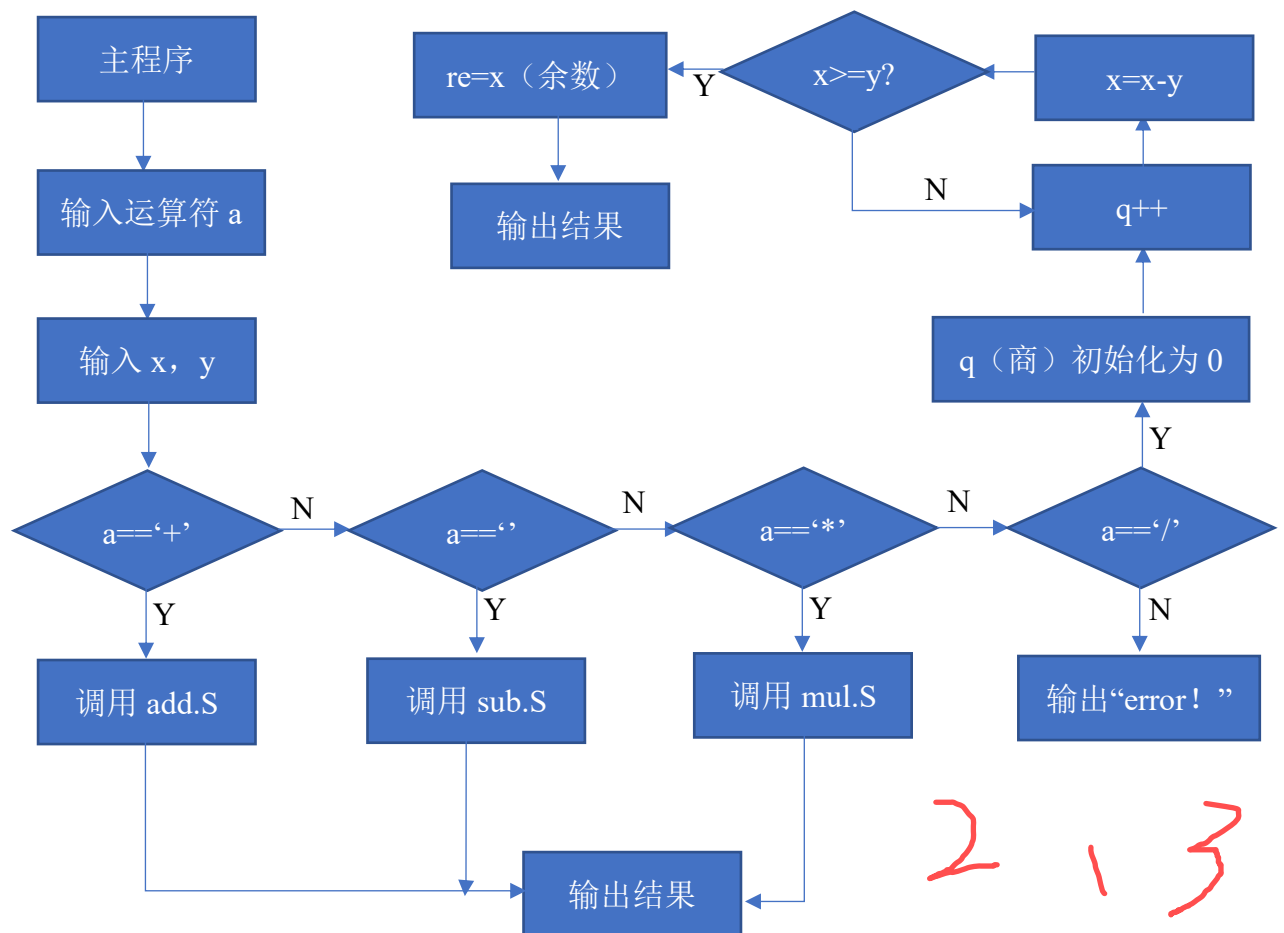 主程序
输入运算符 a
输入 x，y
a==‘+’
N
a==‘’
N
a==‘*’
N
a==‘/’
Y
调用 add.S
Y
调用 sub.S
Y
调用 mul.S
N
输出“error！”
输出结果
Y
q（商）初始化为 0
q++
x=x-y
x>=y?
N
Y
re=x（余数）
输出结果
2 , 3